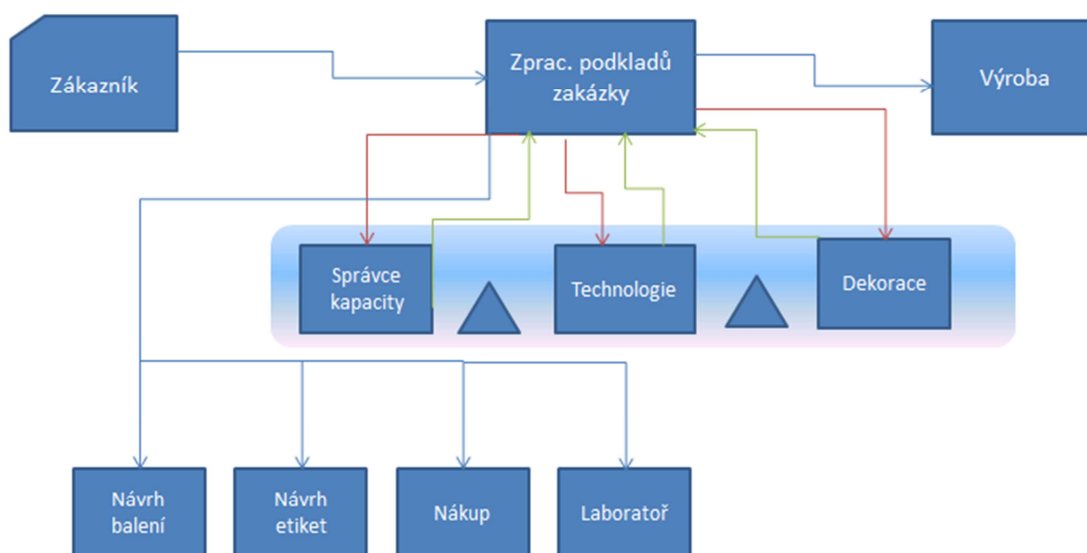 Zákazník
Zprac. podkladů
zakázky
Výroba
Správce
kapacity
Technologie
Dekorace
Návrh
balení
Návrh
etiket
Nákup
Laboratoř